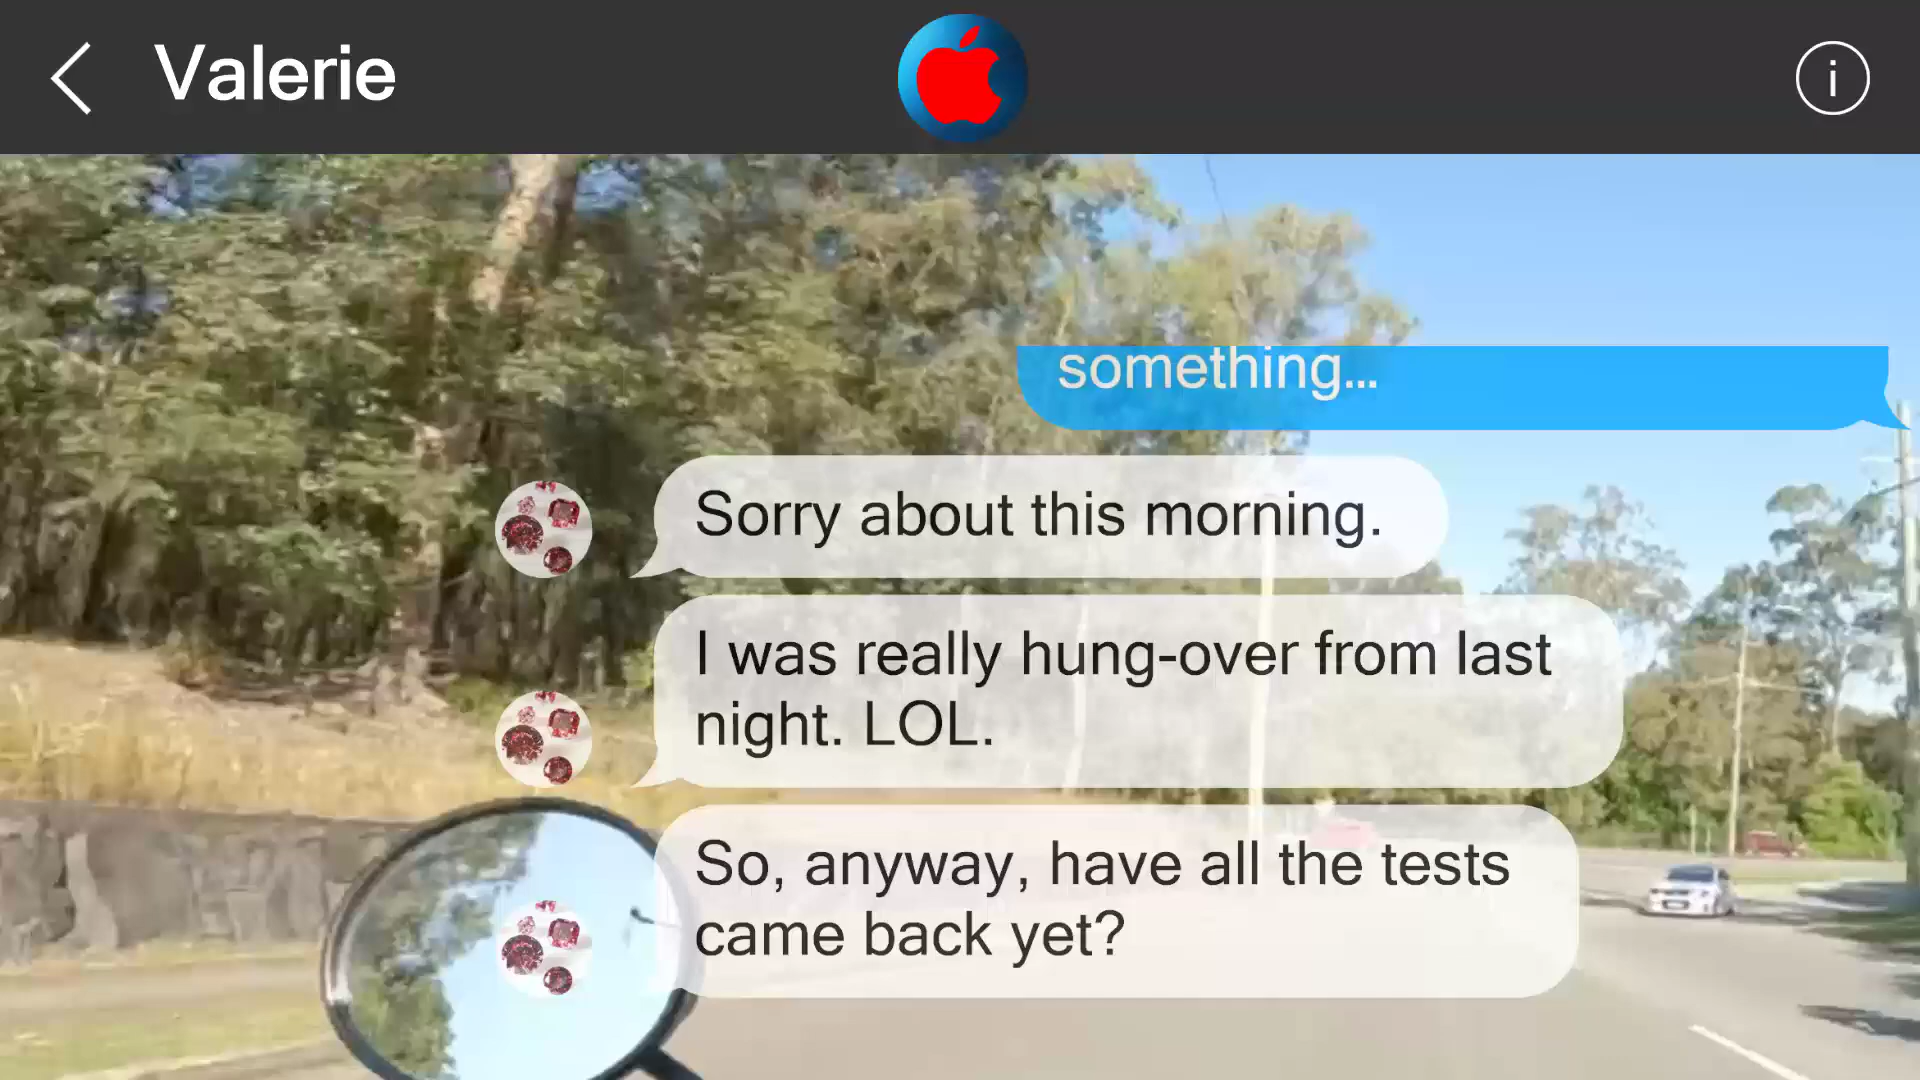 Valerie
i
something...
Sorry about this morning.
I was really hung-over from last
night. LOL.
So, anyway, have all the tests
came back yet?